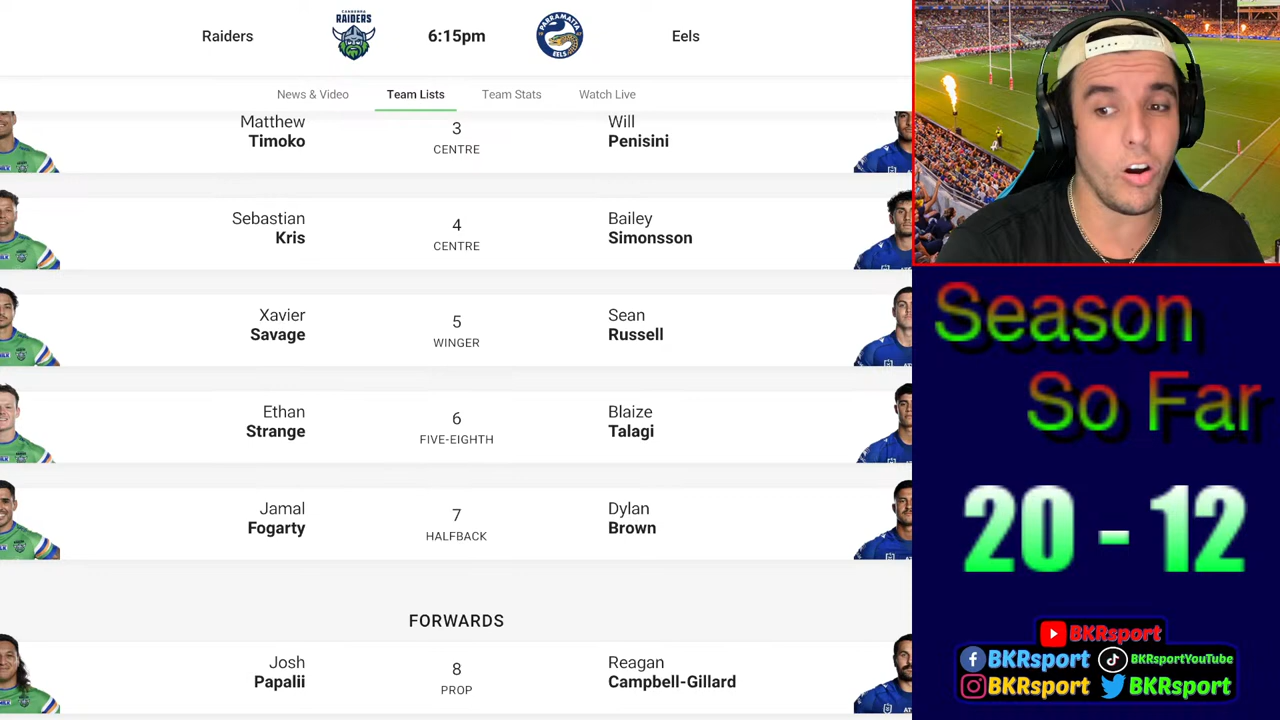 Raiders
CANBERRA
RAIDERS
6:15pm
PARRAMATTA
EELS
Eels
News & Video
Team Lists
Team Stats
Watch Live
Matthew
Timoko
3
CENTRE
Will
Penisini
Sebastian
Kris
4
CENTRE
Bailey
Simonsson
Xavier
Savage
5
WINGER
Sean
Russell
Ethan
Strange
6
FIVE-EIGHTH
Blaize
Talagi
Jamal
Fogarty
7
HALFBACK
Dylan
Brown
FORWARDS
Josh
Papalii
8
PROP
Reagan
Campbell-Gillard
Season
So Far
20 - 12
BKRsport
BKRsport
BKRsportYouTube
BKRsport
BKRsport